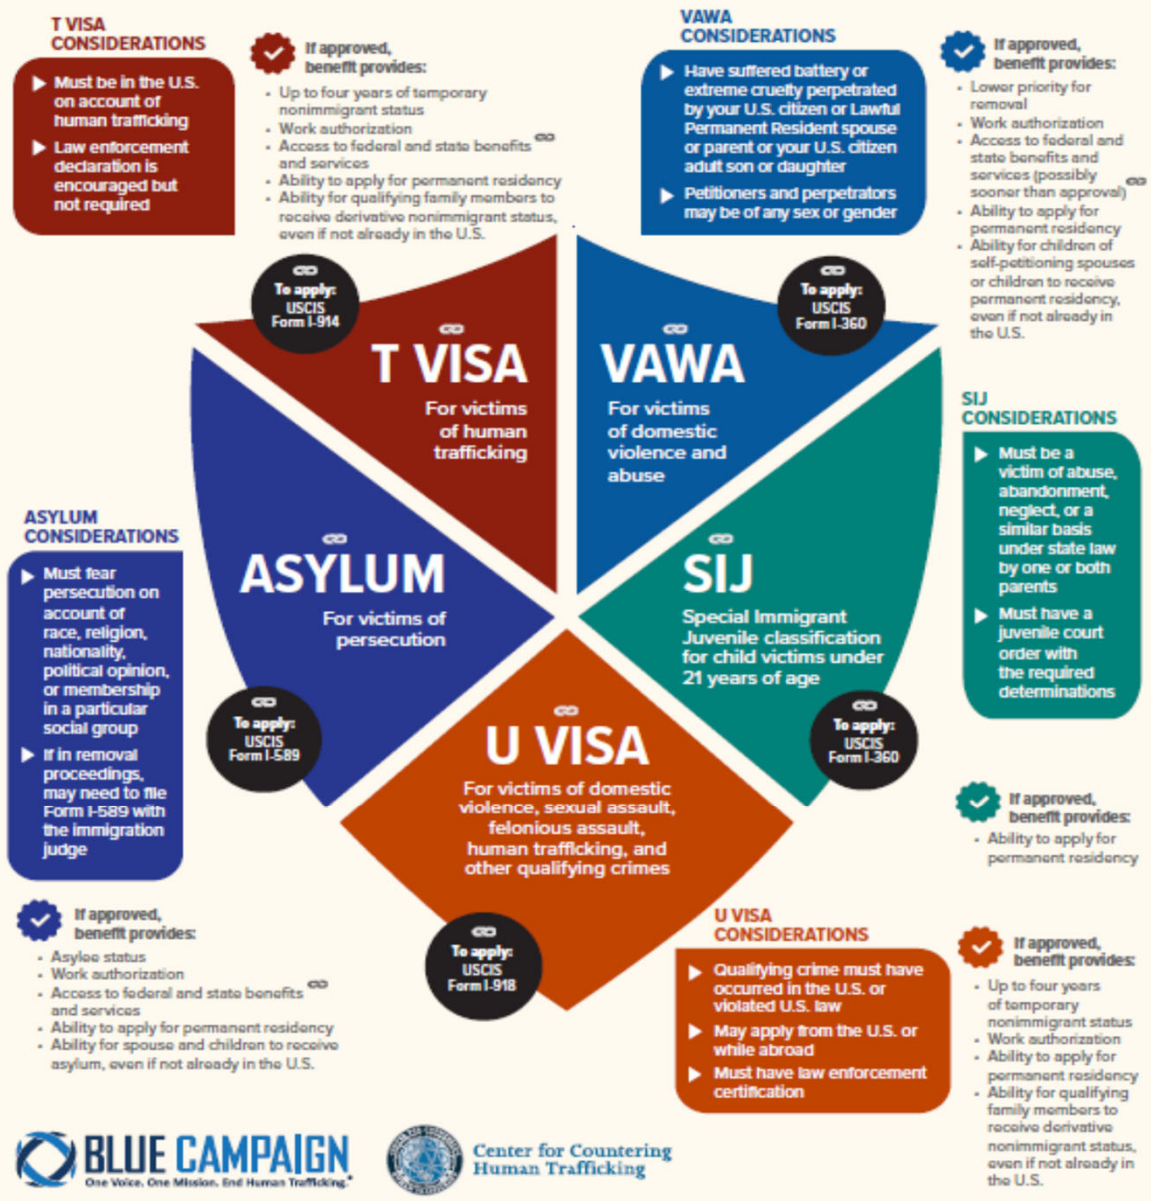 T VISA
CONSIDERATIONS
Must be in the U.S.
on account of
human trafficking
Law enforcement
declaration is
encouraged but
not required
If approved,
benefit provides:
• Up to four years of temporary
nonimmigrant status
• Work authorization
• Access to federal and state benefits
and services
• Ability to apply for permanent residency
• Ability for qualifying family members to
receive derivative nonimmigrant status,
even if not already in the U.S.
VAWA
CONSIDERATIONS
Have suffered battery or
extreme cruelty perpetrated
by your U.S. citizen or Lawful
Permanent Resident spouse
or parent or your U.S. citizen
adult son or daughter
Petitioners and perpetrators
may be of any sex or gender
If approved,
benefit provides:
• Lower priority for
removal
• Work authorization
• Access to federal and
state benefits and
services (possibly
sooner than approval)
• Ability to apply for
permanent residency
• Ability for children of
self-petitioning spouses
or children to receive
permanent residency,
even if not already in
the U.S.
To apply:
USCIS
Form I-914
T VISA
For victims
of human
trafficking
To apply:
USCIS
Form I-360
VAWA
For victims
of domestic
violence and
abuse
SIJ
CONSIDERATIONS
Must be a
victim of abuse,
abandonment,
neglect, or a
similar basis
under state law
by one or both
parents
Must have a
juvenile court
order with
the required
determinations
ASYLUM
CONSIDERATIONS
Must fear
persecution on
account of
race, religion,
nationality,
political opinion,
or membership
in a particular
social group
If in removal
proceedings,
may need to file
Form I-589 with
the immigration
judge
ASYLUM
For victims of
persecution
To apply:
USCIS
Form I-589
SIJ
Special Immigrant
Juvenile classification
for child victims under
21 years of age
To apply:
USCIS
Form I-360
U VISA
For victims of domestic
violence, sexual assault,
felonious assault,
human trafficking, and
other qualifying crimes
To apply:
USCIS
Form I-918
If approved,
benefit provides:
• Ability to apply for
permanent residency
If approved,
benefit provides:
• Asylee status
• Work authorization
• Access to federal and state benefits
and services
• Ability to apply for permanent residency
• Ability for spouse and children to receive
asylum, even if not already in the U.S.
U VISA
CONSIDERATIONS
Qualifying crime must have
occurred in the U.S. or
violated U.S. law
May apply from the U.S. or
while abroad
Must have law enforcement
certification
If approved,
benefit provides:
• Up to four years
of temporary
nonimmigrant status
• Work authorization
• Ability to apply for
permanent residency
• Ability for qualifying
family members to
receive derivative
nonimmigrant status,
even if not already in
the U.S.
BLUE CAMPAIGN
One Voice. One Mission. End Human Trafficking.
Center for Countering
Human Trafficking